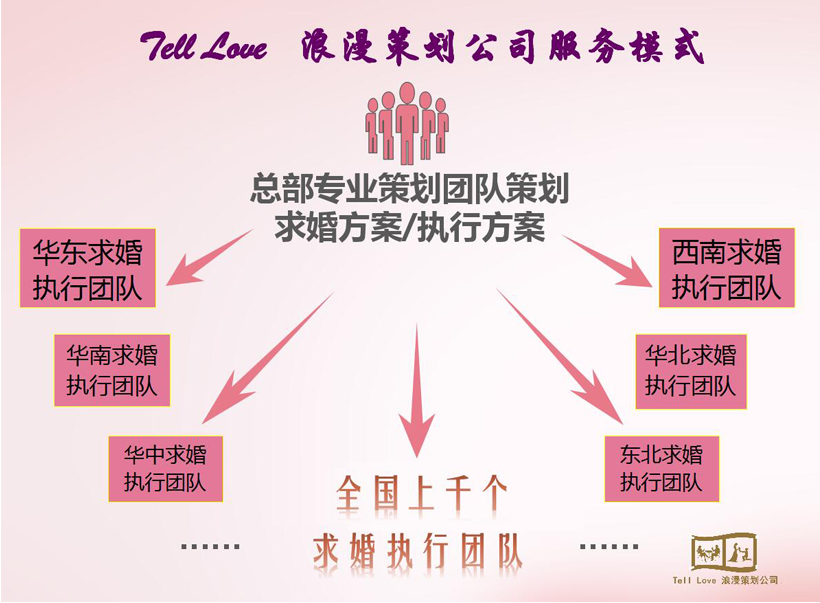 Tell Love 浪漫策划公司服务模式
总部专业策划团队策划
求婚方案/执行方案
华东求婚
执行团队
西南求婚
执行团队
华南求婚
执行团队
华北求婚
执行团队
华中求婚
执行团队
东北求婚
执行团队
全国上千个
求婚执行团队
......
......
Tell Love 浪漫策划公司